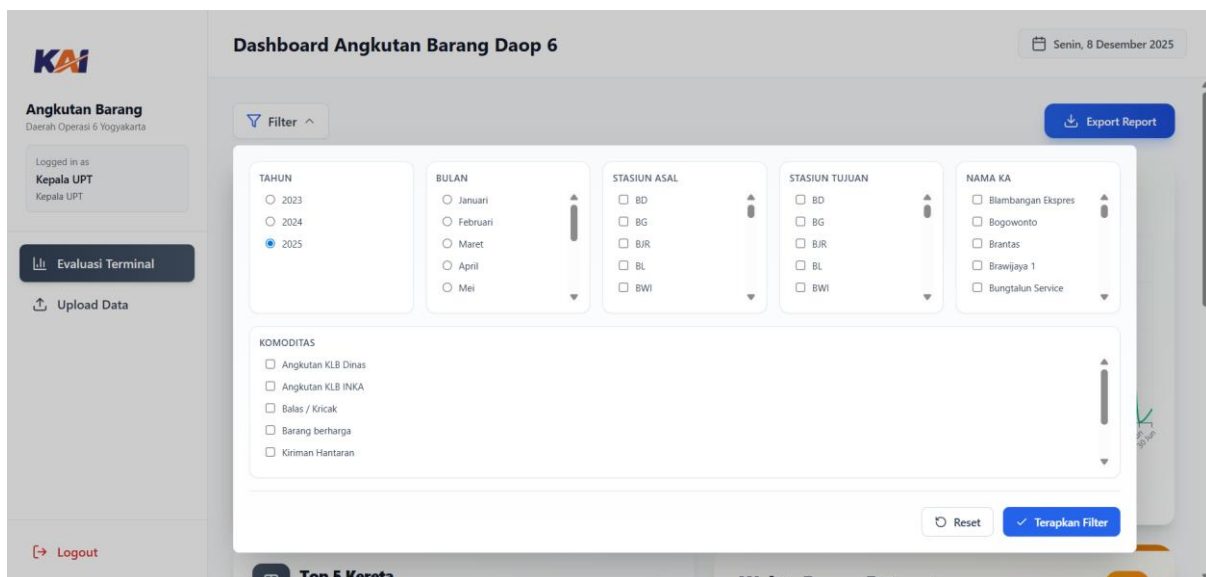 KAI
Dashboard Angkutan Barang Daop 6
Senin, 8 Desember 2025
Angkutan Barang
Daerah Operasi 6 Yogyakarta
Logged in as
Kepala UPT
Kepala UPT
Evaluasi Terminal
Upload Data
Logout
Filter
Export Report
TAHUN
2023
2024
2025
BULAN
Januari
Februari
Maret
April
Mei
STASIUN ASAL
BD
BG
BJR
BL
BWI
STASIUN TUJUAN
BD
BG
BJR
BL
BWI
NAMA KA
Blambangan Ekspres
Bogowonto
Brantas
Brawijaya 1
Bungtalun Service
KOMODITAS
Angkutan KLB Dinas
Angkutan KLB INKA
Balas / Kricak
Barang berharga
Kiriman Hantaran
30 Jun
Reset
Terapkan Filter
Top 5 Kereta